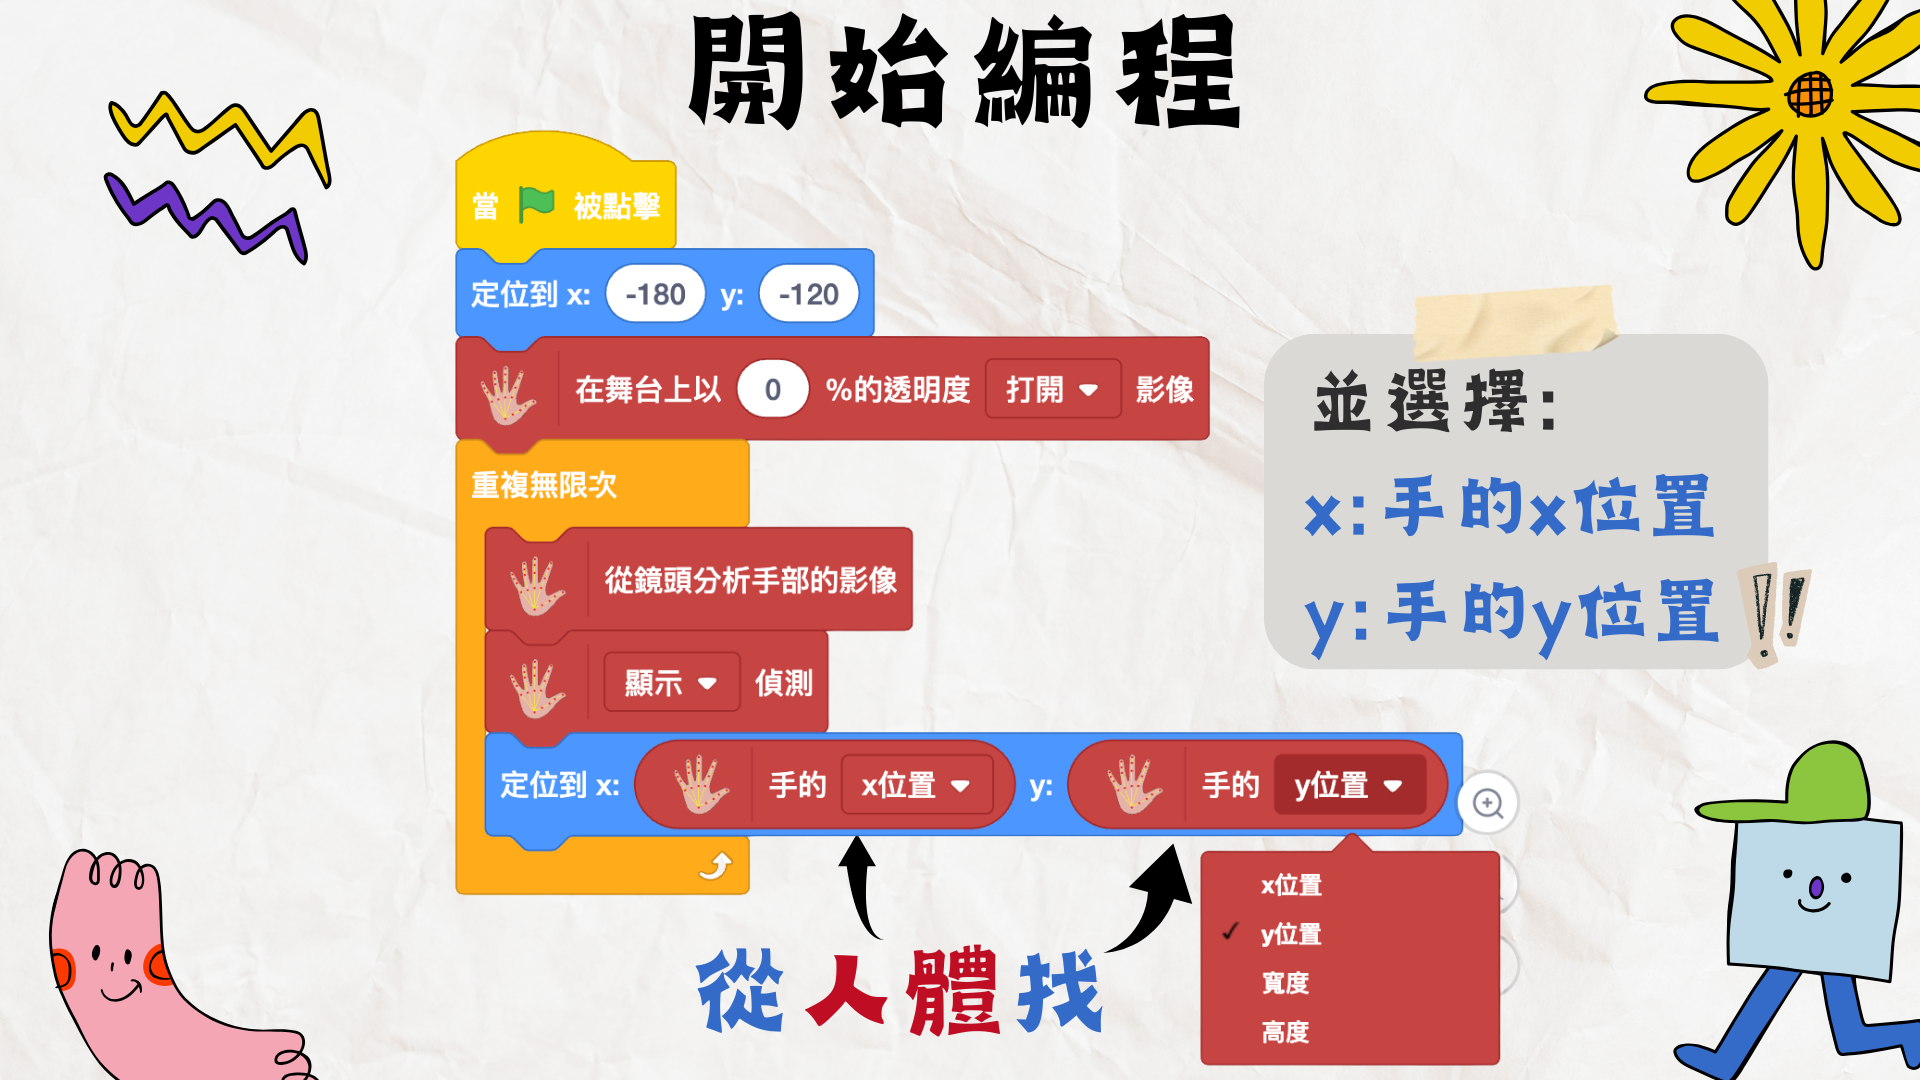 開始編程
當 被點擊
定位到 x: -180 y: -120
在舞台上以 0 %的透明度 打開 影像
重複無限次
從鏡頭分析手部的影像
顯示 偵測
定位到 x: 手的 x位置 y: 手的 y位置
x位置
✓ y位置
寬度
高度
從人體找
並選擇:
x:手的x位置
y:手的y位置!!